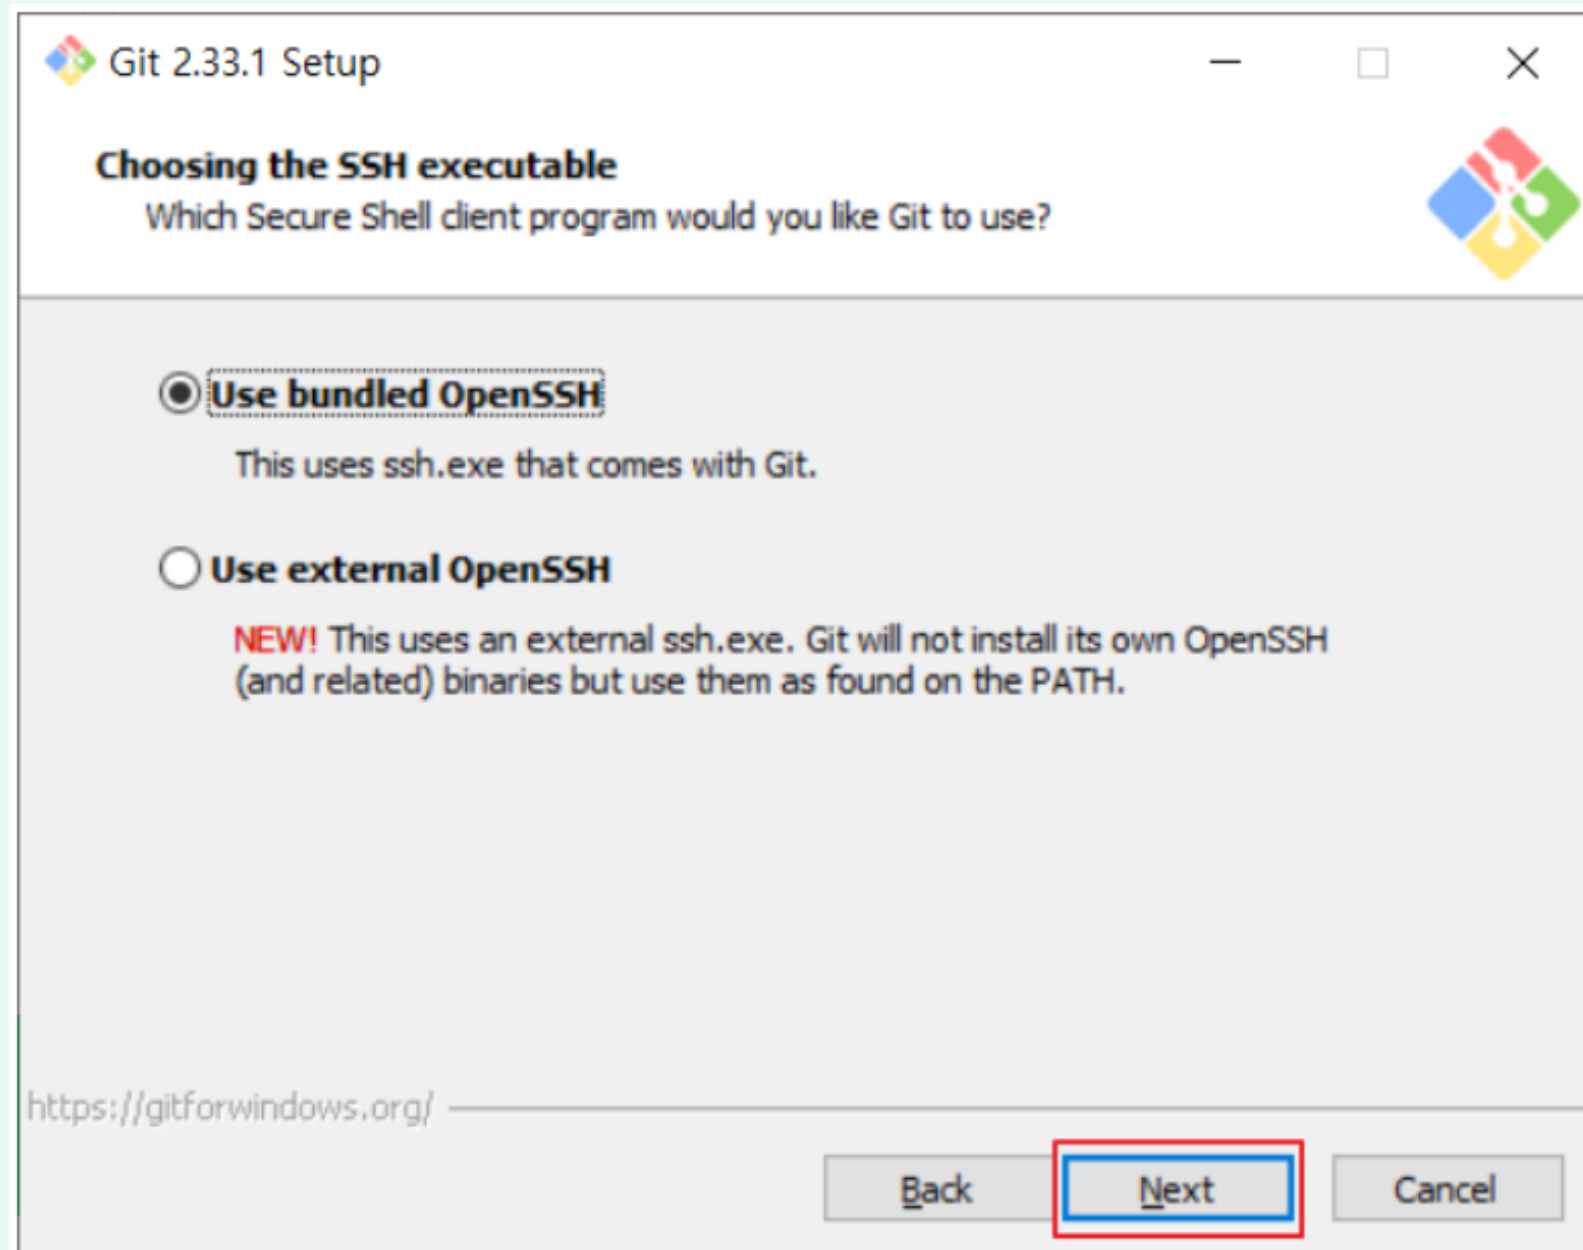 Git 2.33.1 Setup
Choosing the SSH executable
Which Secure Shell client program would you like Git to use?
Use bundled OpenSSH
This uses ssh.exe that comes with Git.
Use external OpenSSH
NEW! This uses an external ssh.exe. Git will not install its own OpenSSH
(and related) binaries but use them as found on the PATH.
https://gitforwindows.org/
Back Next Cancel